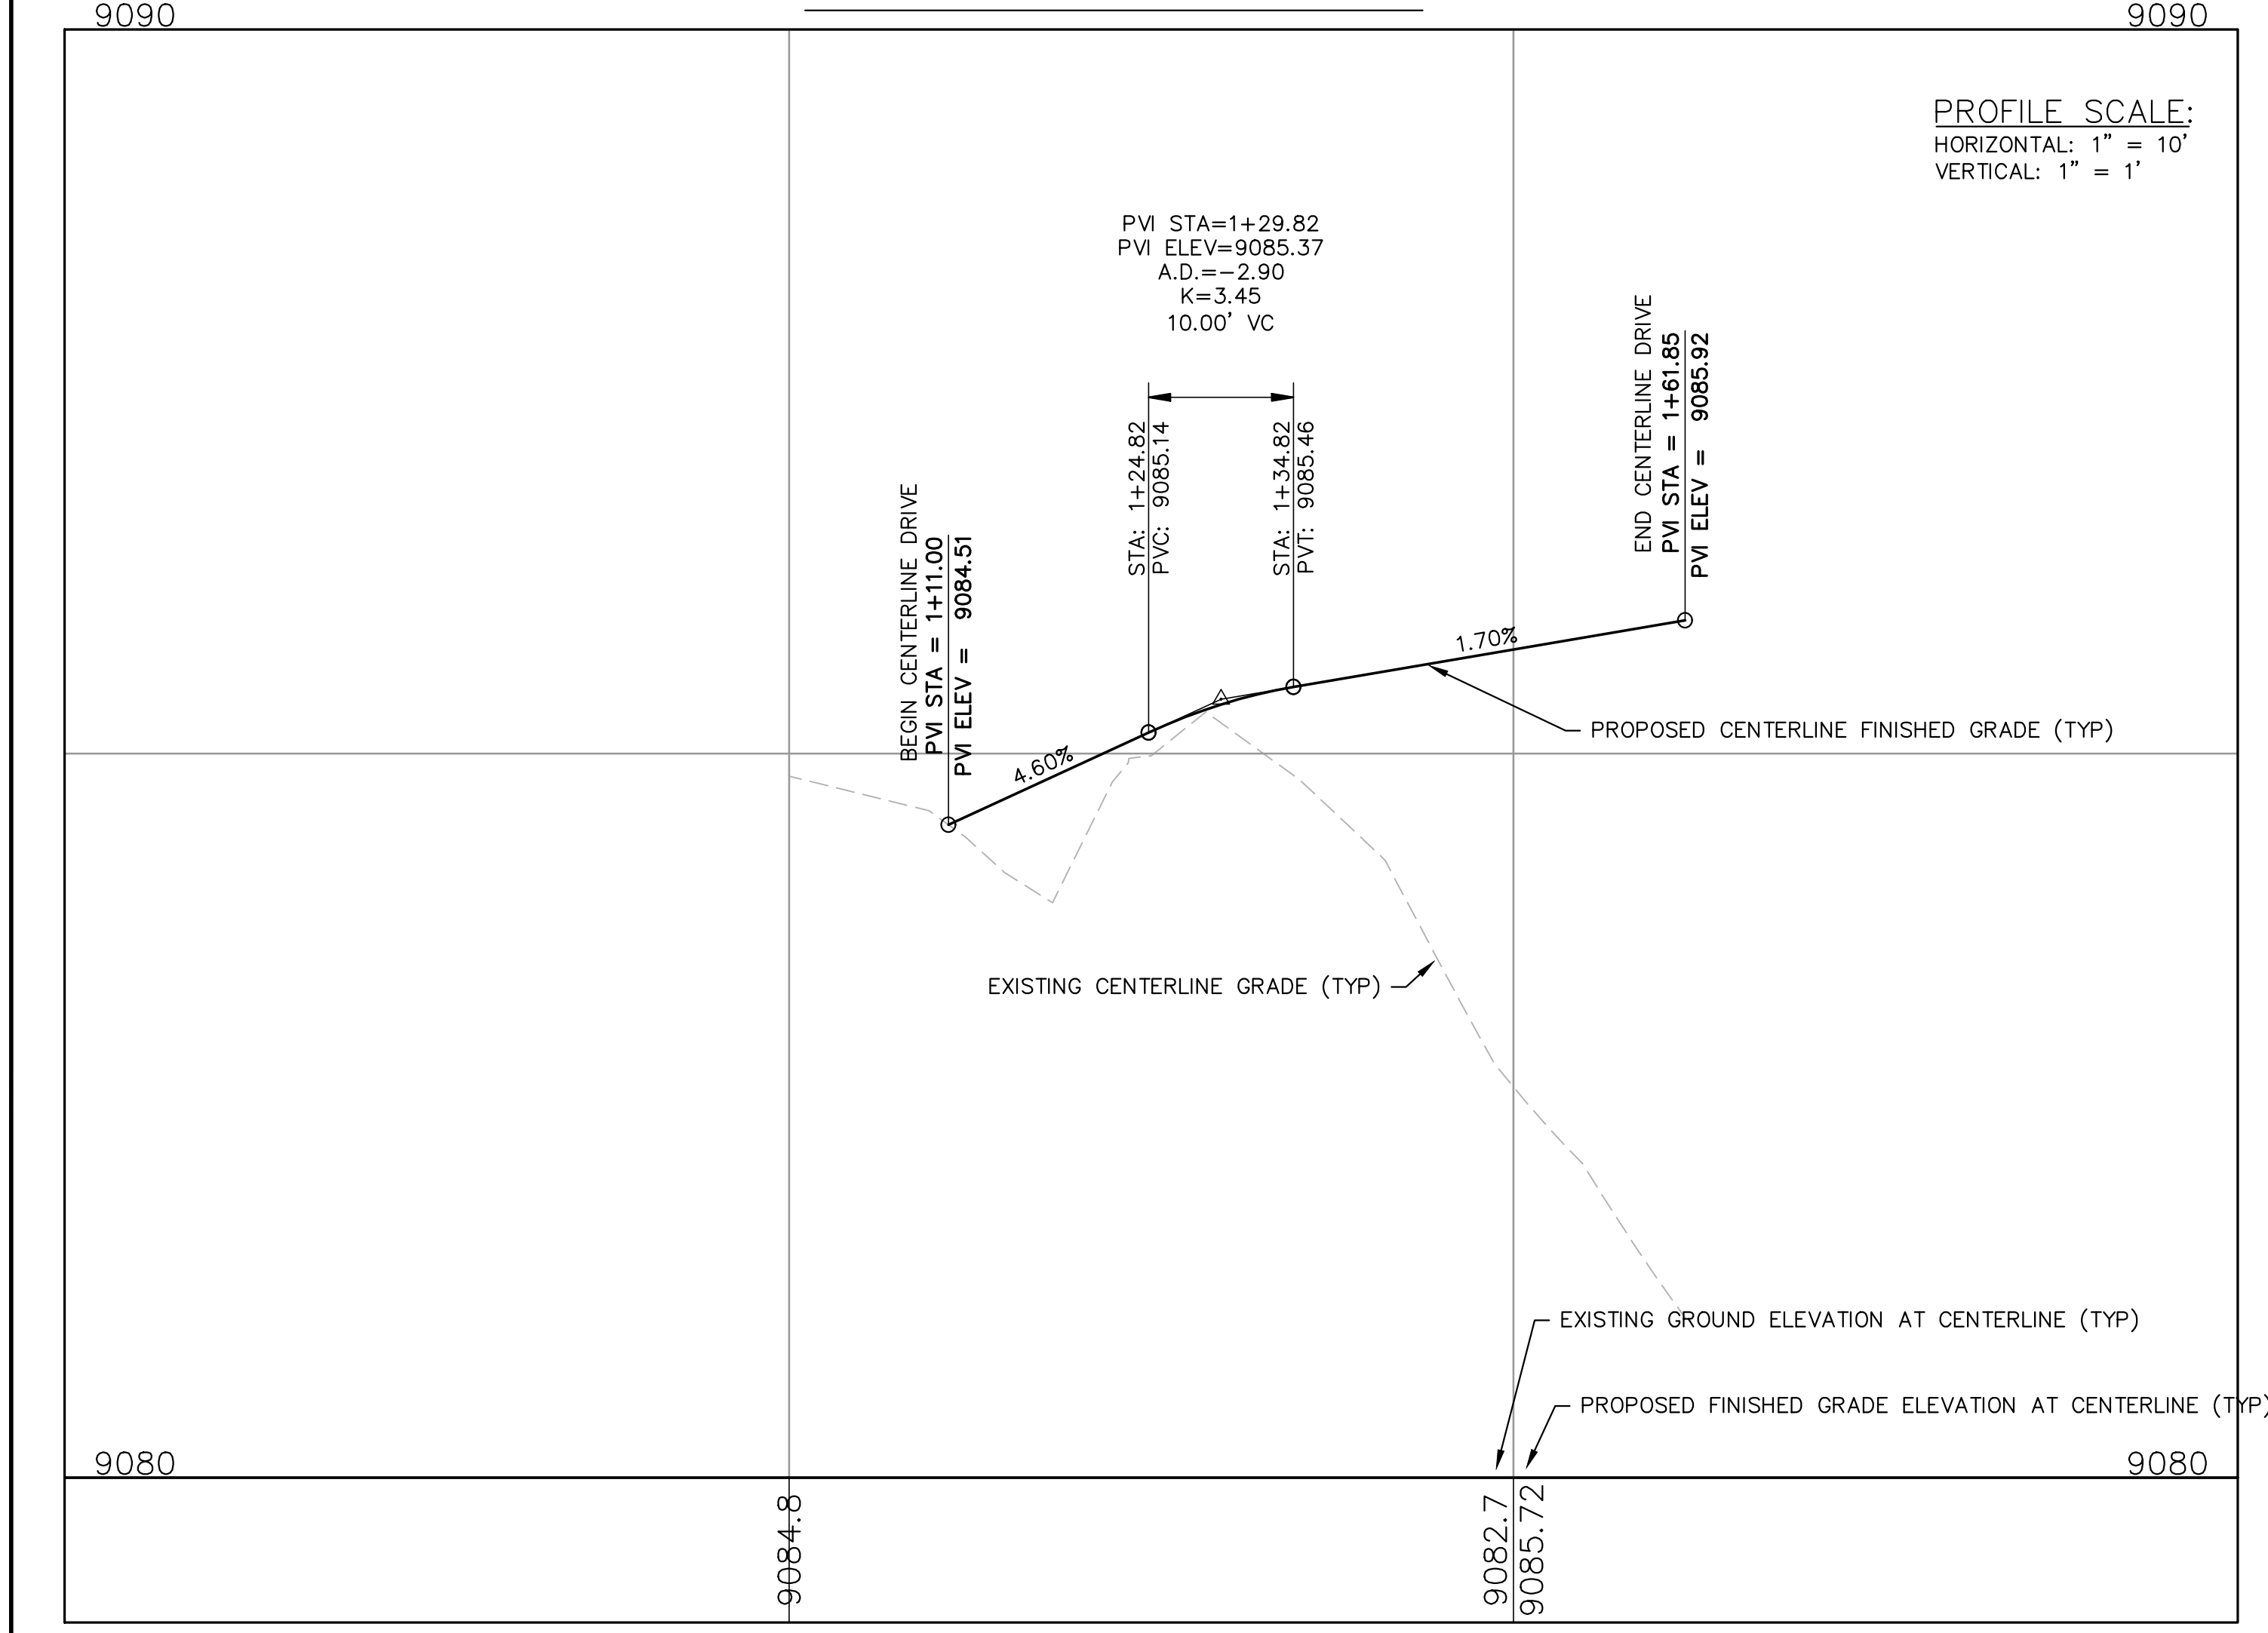 9090
9090
PROFILE SCALE:
HORIZONTAL: 1" = 10'
VERTICAL: 1" = 1'
PVI STA=1+29.82
PVI ELEV=9085.37
A.D.=-2.90
K=3.45
10.00' VC
BEGIN CENTERLINE DRIVE
PVI STA = 1+11.00
PVI ELEV = 9084.51
STA: 1+24.82
PVC: 9085.14
STA: 1+34.82
PVT: 9085.46
END CENTERLINE DRIVE
PVI STA = 1+61.85
PVI ELEV = 9085.92
4.60%
1.70%
PROPOSED CENTERLINE FINISHED GRADE (TYP)
EXISTING CENTERLINE GRADE (TYP)
EXISTING GROUND ELEVATION AT CENTERLINE (TYP)
PROPOSED FINISHED GRADE ELEVATION AT CENTERLINE (TYP)
9080
9080
9084.8
9082.7
9085.72